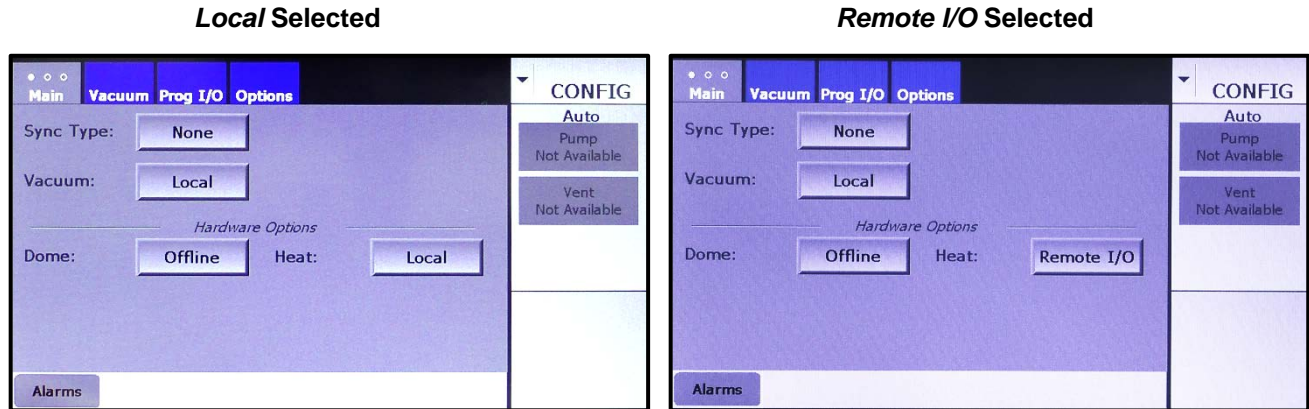 Local Selected
Main Vacuum Prog I/O Options
CONFIG
Auto
Sync Type: None
Pump
Not Available
Vacuum: Local
Vent
Not Available
Hardware Options
Dome: Offline Heat: Local
Alarms
Remote I/O Selected
Main Vacuum Prog I/O Options
CONFIG
Auto
Sync Type: None
Pump
Not Available
Vacuum: Local
Vent
Not Available
Hardware Options
Dome: Offline Heat: Remote I/O
Alarms